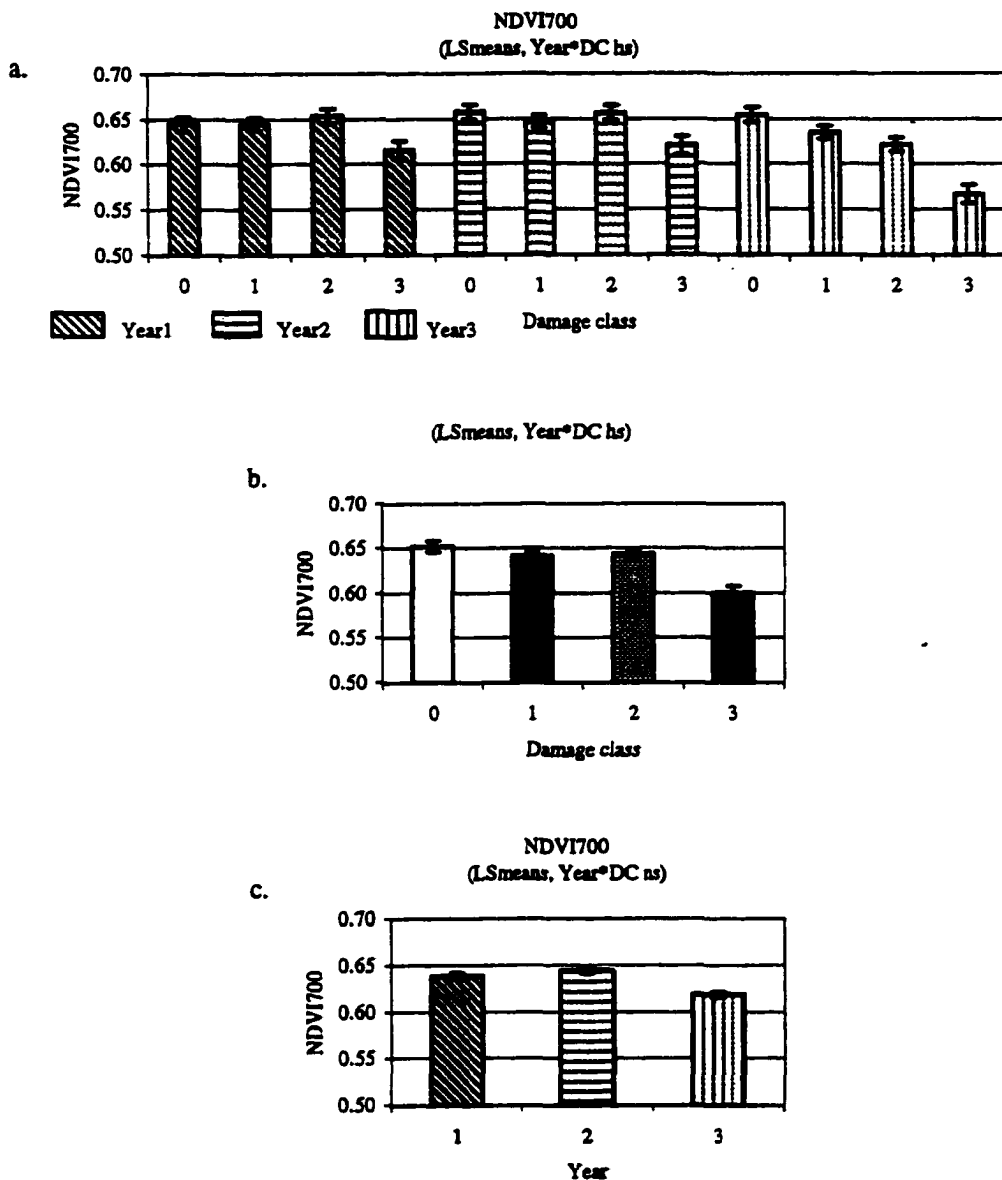 NDVI700
(LSmeans, Year*DC hs)
a.
0.70
0.65
0.60
0.55
0.50
NDVI700
0 1 2 3 0 1 2 3 0 1 2 3
Year1 Year2 Year3 Damage class
(LSmeans, Year*DC hs)
b.
0.70
0.65
0.60
0.55
0.50
NDVI700
0 1 2 3
Damage class
NDVI700
(LSmeans, Year*DC ns)
c.
0.70
0.65
0.60
0.55
0.50
NDVI700
1 2 3
Year